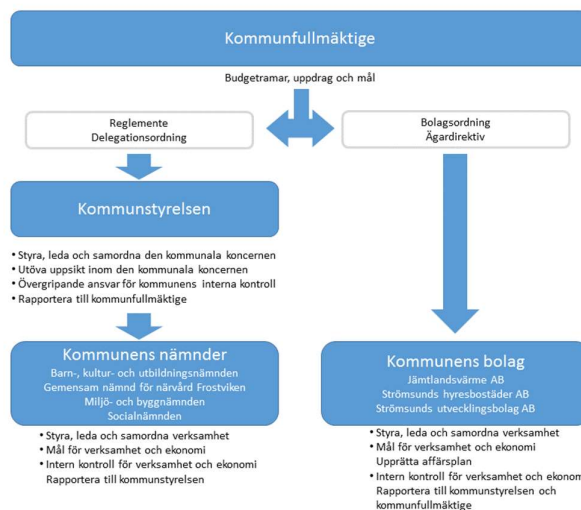 Kommunfullmäktige
Budgetramar, uppdrag och mål
Reglemente
Delegationsordning
Bolagsordning
Ägardirektiv
Kommunstyrelsen
• Styra, leda och samordna den kommunala koncernen
• Utöva uppsikt inom den kommunala koncernen
• Övergripande ansvar för kommunens interna kontroll
• Rapportera till kommunfullmäktige
Kommunens nämnder
Barn-, kultur- och utbildningsnämnden
Gemensam nämnd för närvård Frostviken
Miljö- och byggnämnden
Socialnämnden
• Styra, leda och samordna verksamhet
• Mål för verksamhet och ekonomi
• Intern kontroll för verksamhet och ekonomi
Rapportera till kommunstyrelsen
Kommunens bolag
Jämtlandsvärme AB
Strömsunds hyresbostäder AB
Strömsunds utvecklingsbolag AB
• Styra, leda och samordna verksamhet
• Mål för verksamhet och ekonomi
Upprätta affärsplan
• Intern kontroll för verksamhet och ekonom
Rapportera till kommunstyrelsen och
kommunfullmäktige